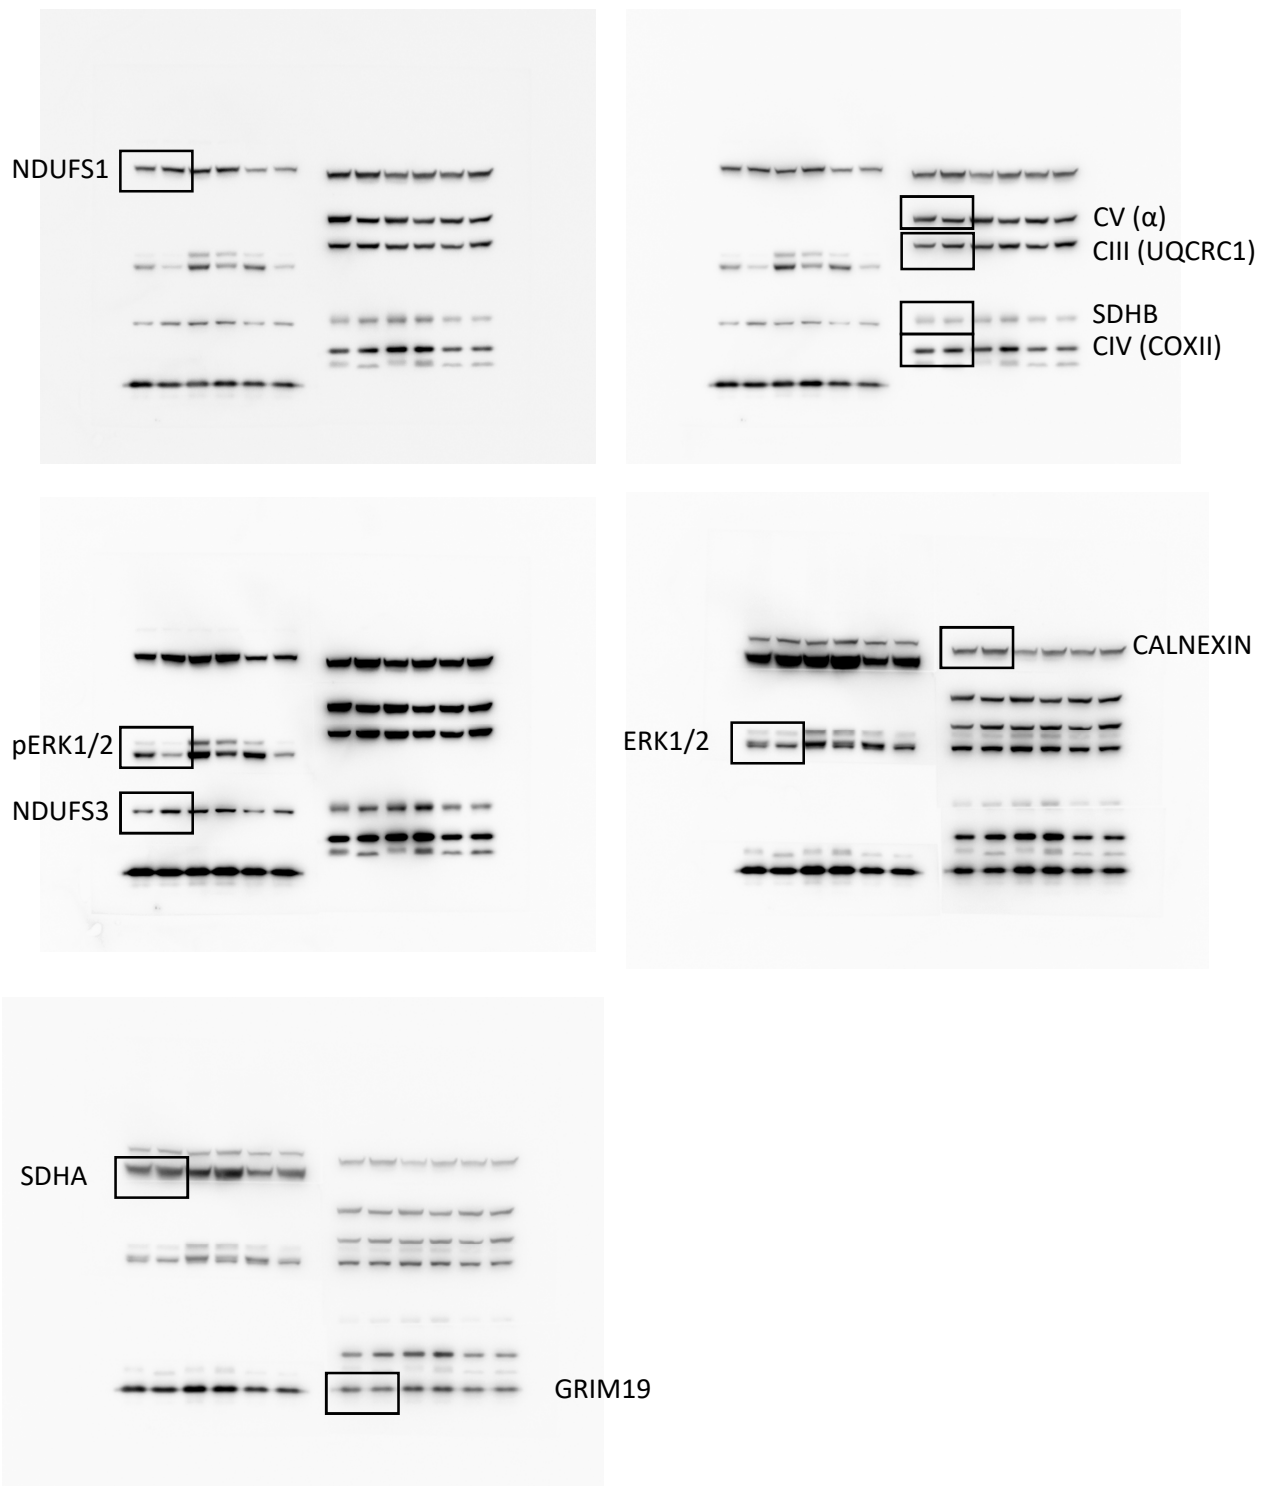 NDUFS1
CV (α)
CIII (UQCRC1)
SDHB
CIV (COXII)
pERK1/2
NDUFS3
CALNEXIN
ERK1/2
SDHA
GRIM19